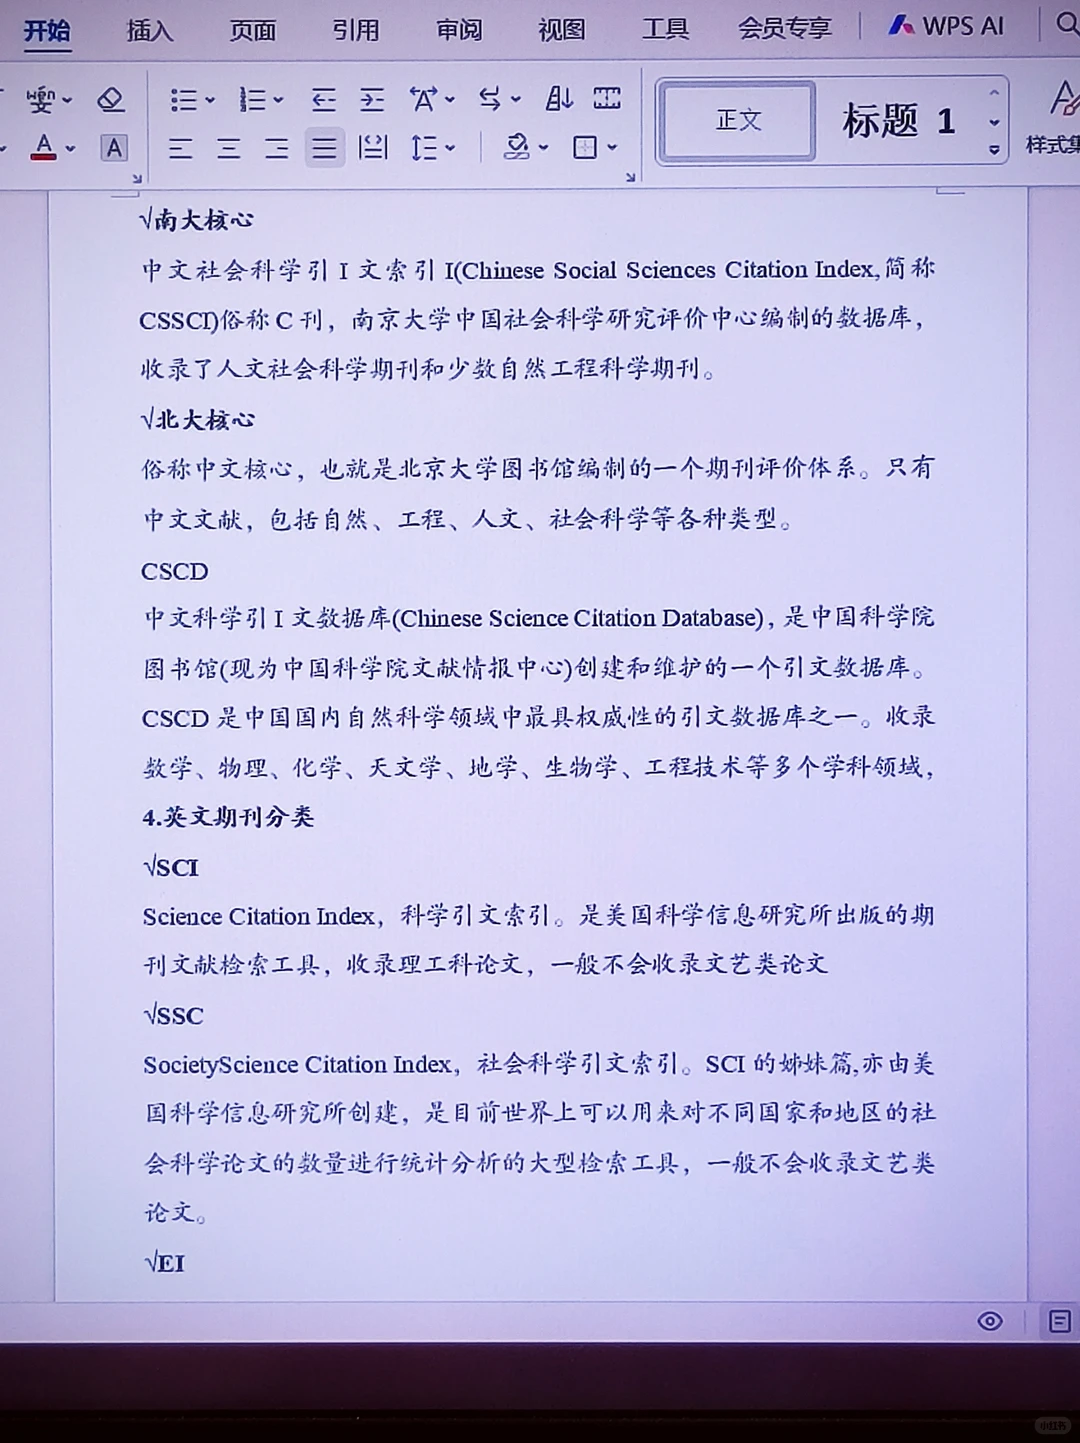 开始 插入 页面 引用 审阅 视图 工具 会员专享 WPS AI
wén 文
A A 正文 标题 1 样式集
√南大核心
中文社会科学引 I 文索引 I(Chinese Social Sciences Citation Index,简称
CSSCI)俗称 C 刊，南京大学中国社会科学研究评价中心编制的数据库，
收录了人文社会科学期刊和少数自然工程科学期刊。
√北大核心
俗称中文核心，也就是北京大学图书馆编制的一个期刊评价体系。只有
中文文献，包括自然、工程、人文、社会科学等各种类型。
CSCD
中文科学引 I 文数据库(Chinese Science Citation Database)，是中国科学院
图书馆(现为中国科学院文献情报中心)创建和维护的一个引文数据库。
CSCD 是中国国内自然科学领域中最具权威性的引文数据库之一。收录
数学、物理、化学、天文学、地学、生物学、工程技术等多个学科领域，
4.英文期刊分类
√SCI
Science Citation Index，科学引文索引。是美国科学信息研究所出版的期
刊文献检索工具，收录理工科论文，一般不会收录文艺类论文
√SSC
SocietyScience Citation Index，社会科学引文索引。SCI 的姊妹篇,亦由美
国科学信息研究所创建，是目前世界上可以用来对不同国家和地区的社
会科学论文的数量进行统计分析的大型检索工具，一般不会收录文艺类
论文。
√EI
小红书